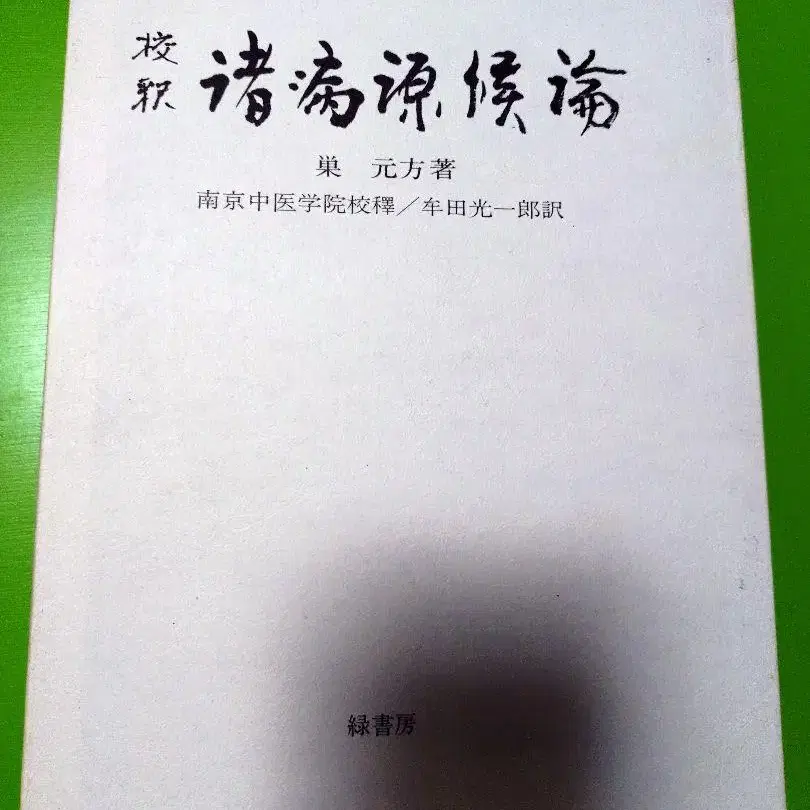 校釈 諸病源候論
巣 元方著
南京中医学院校釋／牟田光一郎訳
緑書房